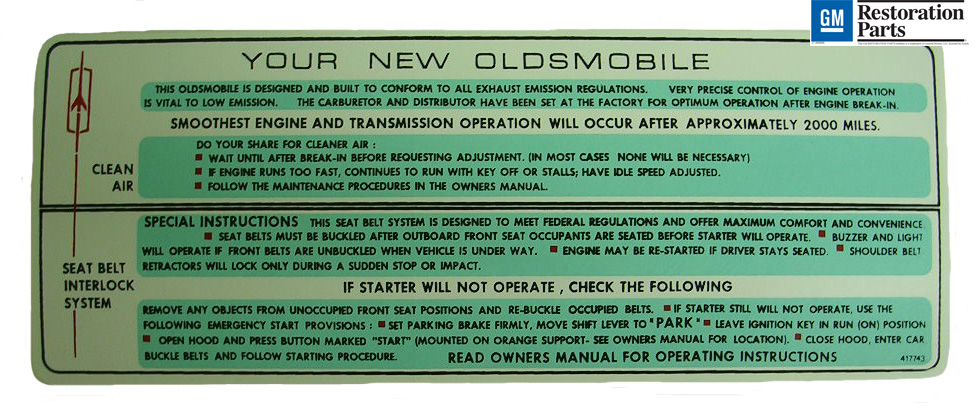 GM Restoration
Parts
YOUR NEW OLDSMOBILE
THIS OLDSMOBILE IS DESIGNED AND BUILT TO CONFORM TO ALL EXHAUST EMISSION REGULATIONS. VERY PRECISE CONTROL OF ENGINE OPERATION
IS VITAL TO LOW EMISSION. THE CARBURETOR AND DISTRIBUTOR HAVE BEEN SET AT THE FACTORY FOR OPTIMUM OPERATION AFTER ENGINE BREAK-IN.
SMOOTHEST ENGINE AND TRANSMISSION OPERATION WILL OCCUR AFTER APPROXIMATELY 2000 MILES.
CLEAN
AIR
DO YOUR SHARE FOR CLEANER AIR :
■ WAIT UNTIL AFTER BREAK-IN BEFORE REQUESTING ADJUSTMENT. (IN MOST CASES NONE WILL BE NECESSARY)
■ IF ENGINE RUNS TOO FAST, CONTINUES TO RUN WITH KEY OFF OR STALLS; HAVE IDLE SPEED ADJUSTED.
■ FOLLOW THE MAINTENANCE PROCEDURES IN THE OWNERS MANUAL.
SEAT BELT
INTERLOCK
SYSTEM
SPECIAL INSTRUCTIONS THIS SEAT BELT SYSTEM IS DESIGNED TO MEET FEDERAL REGULATIONS AND OFFER MAXIMUM COMFORT AND CONVENIENCE
■ SEAT BELTS MUST BE BUCKLED AFTER OUTBOARD FRONT SEAT OCCUPANTS ARE SEATED BEFORE STARTER WILL OPERATE. ■ BUZZER AND LIGHT
WILL OPERATE IF FRONT BELTS ARE UNBUCKLED WHEN VEHICLE IS UNDER WAY. ■ ENGINE MAY BE RE-STARTED IF DRIVER STAYS SEATED. ■ SHOULDER BELT
RETRACTORS WILL LOCK ONLY DURING A SUDDEN STOP OR IMPACT.
IF STARTER WILL NOT OPERATE , CHECK THE FOLLOWING
REMOVE ANY OBJECTS FROM UNOCCUPIED FRONT SEAT POSITIONS AND RE-BUCKLE OCCUPIED BELTS. ■ IF STARTER STILL WILL NOT OPERATE, USE THE
FOLLOWING EMERGENCY START PROVISIONS : ■ SET PARKING BRAKE FIRMLY, MOVE SHIFT LEVER TO "PARK" ■ LEAVE IGNITION KEY IN RUN (ON) POSITION
■ OPEN HOOD AND PRESS BUTTON MARKED "START" (MOUNTED ON ORANGE SUPPORT- SEE OWNERS MANUAL FOR LOCATION). ■ CLOSE HOOD, ENTER CAR
BUCKLE BELTS AND FOLLOW STARTING PROCEDURE. READ OWNERS MANUAL FOR OPERATING INSTRUCTIONS 417743